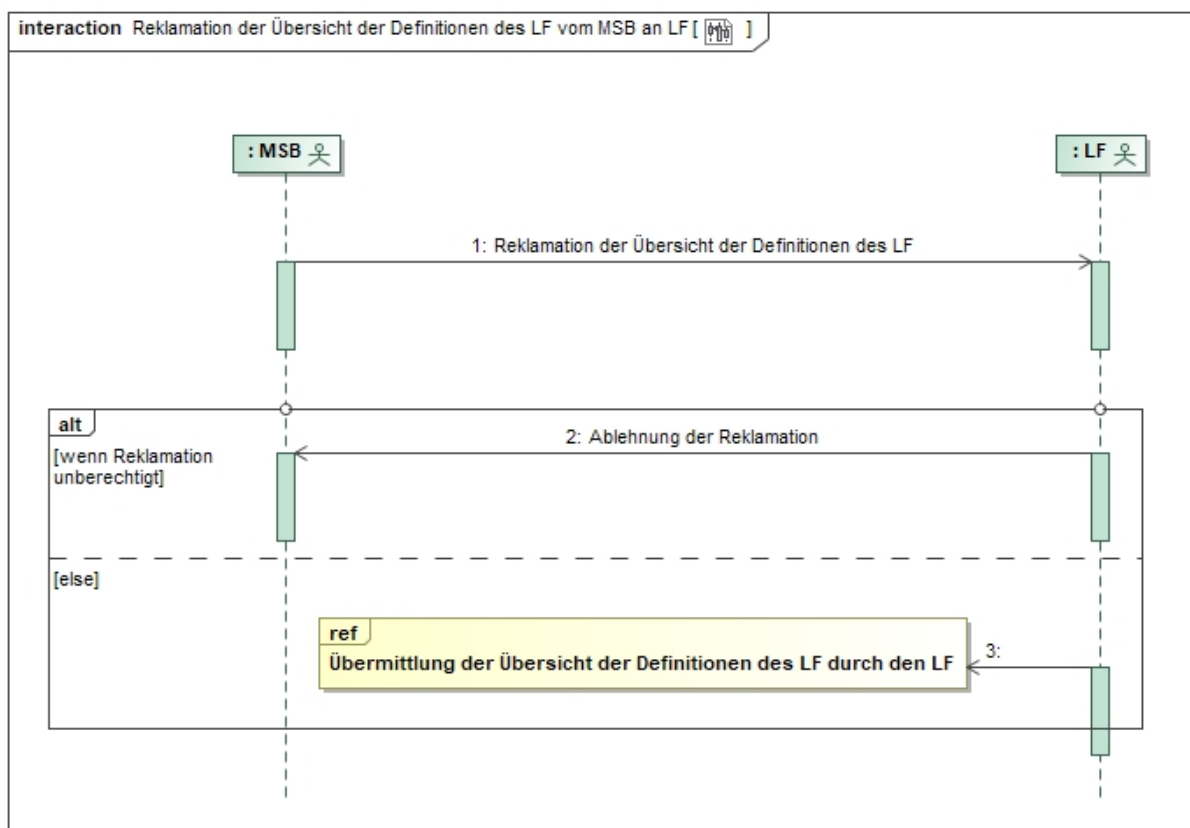 interaction Reklamation der Übersicht der Definitionen des LF vom MSB an LF [ ]
: MSB
: LF
1: Reklamation der Übersicht der Definitionen des LF
alt
2: Ablehnung der Reklamation
[wenn Reklamation
unberechtigt]
[else]
ref
Übermittlung der Übersicht der Definitionen des LF durch den LF
3: